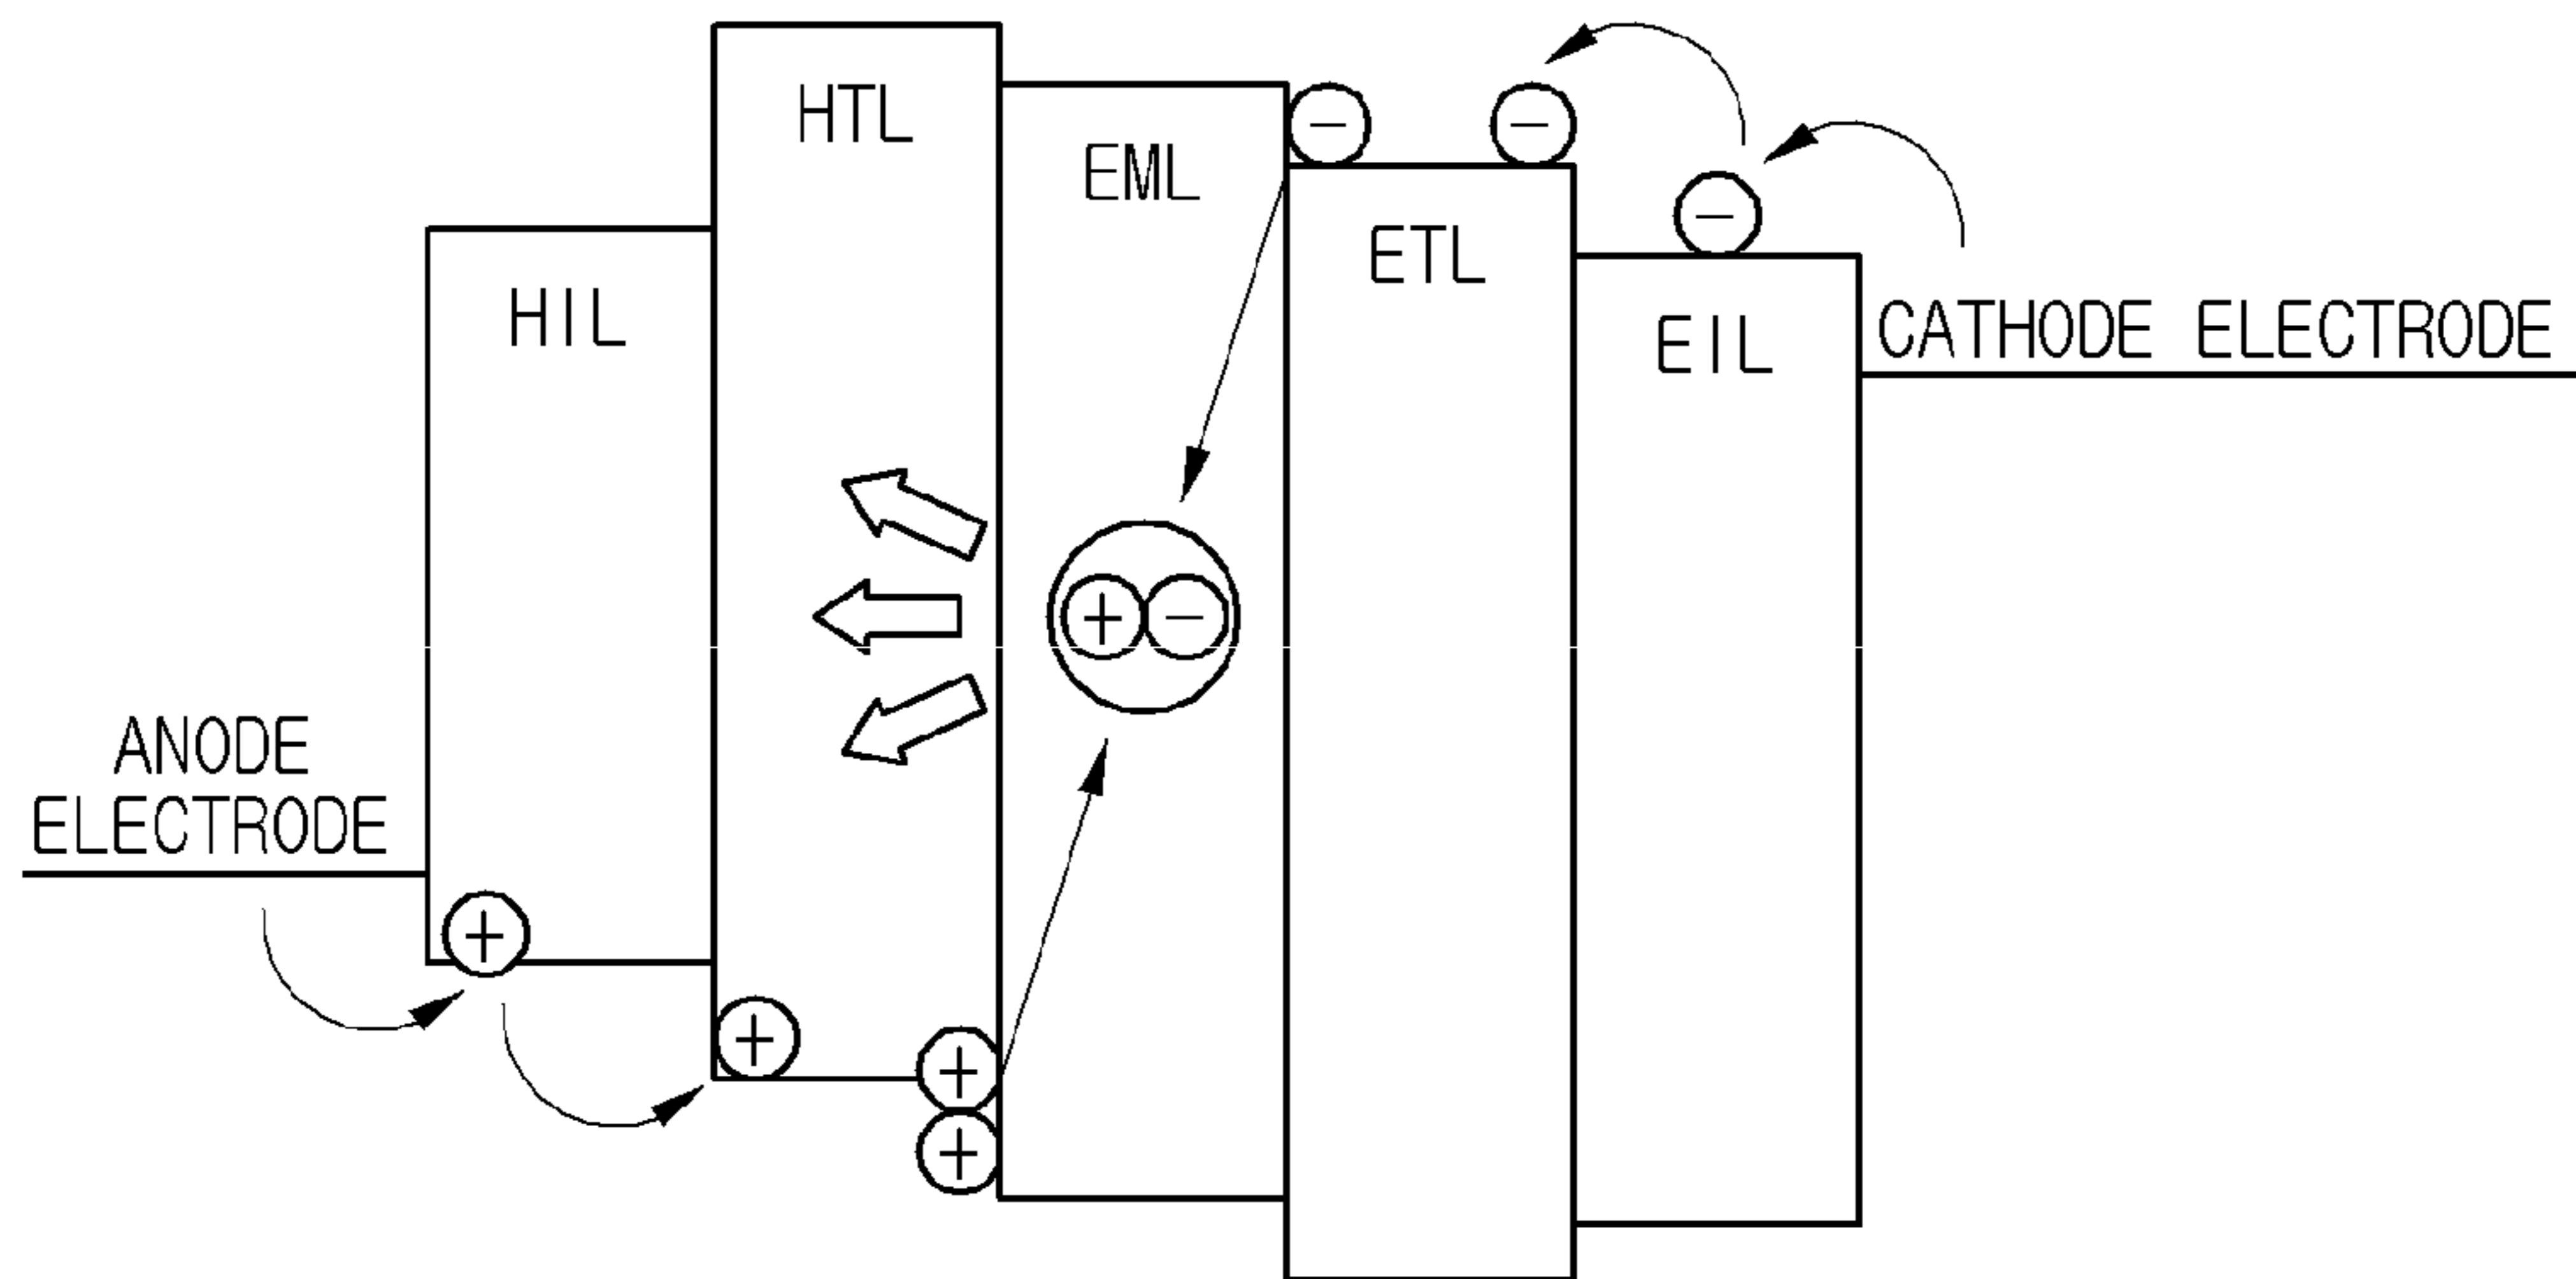 HTL
EML
ETL
HIL
EIL
CATHODE ELECTRODE
ANODE
ELECTRODE